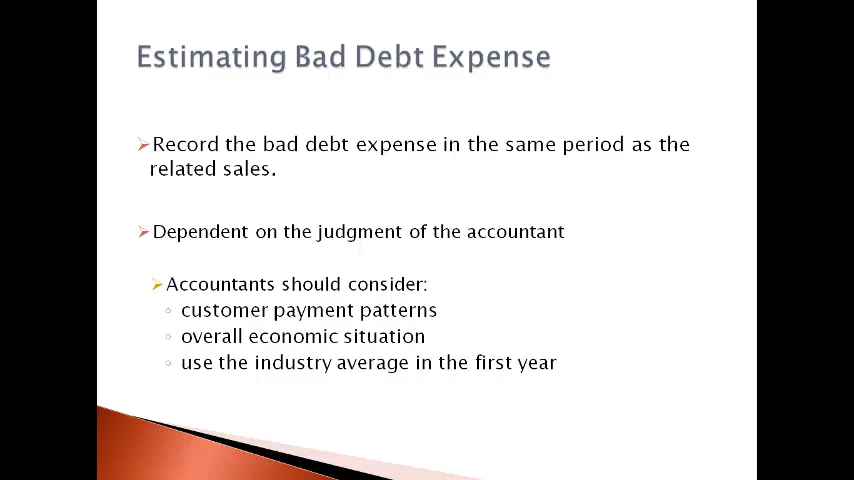 Estimating Bad Debt Expense
Record the bad debt expense in the same period as the
related sales.
Dependent on the judgment of the accountant
Accountants should consider:
customer payment patterns
overall economic situation
use the industry average in the first year